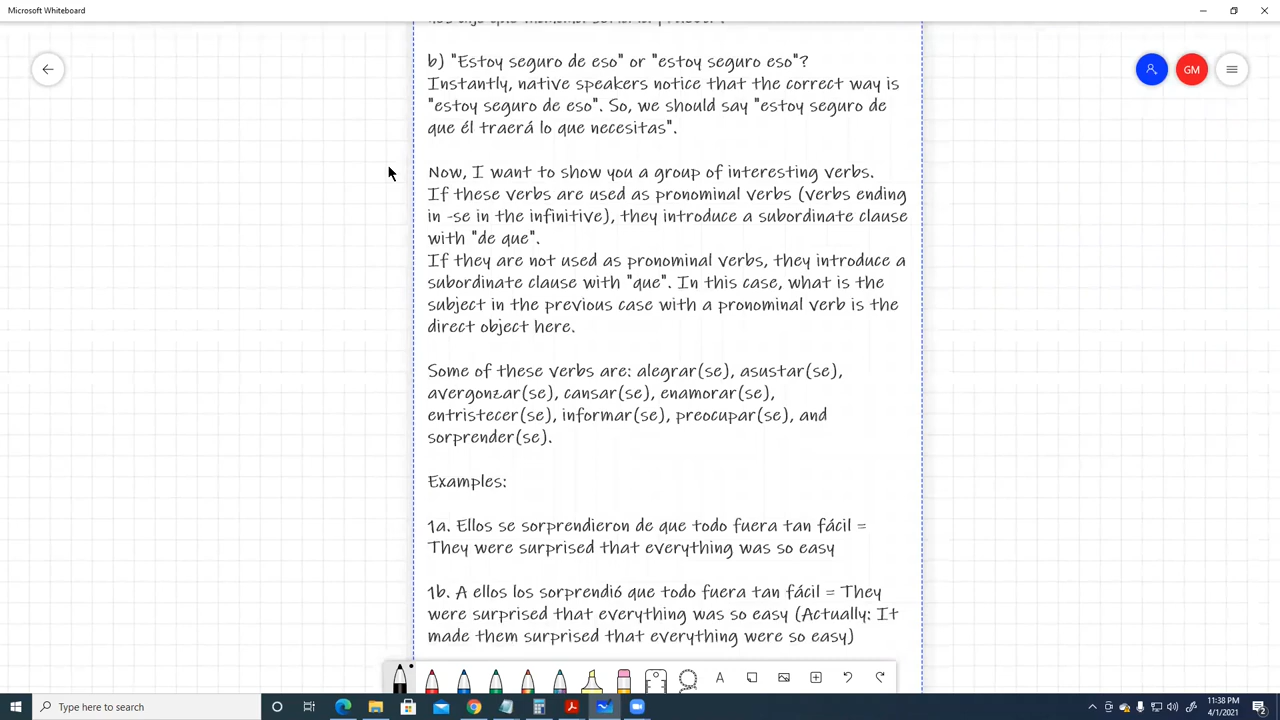 Microsoft Whiteboard
b) "Estoy seguro de eso" or "estoy seguro eso"?
Instantly, native speakers notice that the correct way is
"estoy seguro de eso". So, we should say "estoy seguro de
que él traerá lo que necesitas".
GM
Now, I want to show you a group of interesting verbs.
If these verbs are used as pronominal verbs (verbs ending
in -se in the infinitive), they introduce a subordinate clause
with "de que".
If they are not used as pronominal verbs, they introduce a
subordinate clause with "que". In this case, what is the
subject in the previous case with a pronominal verb is the
direct object here.
Some of these verbs are: alegrar(se), asustar(se),
avergonzar(se), cansar(se), enamorar(se),
entristecer(se), informar(se), preocupar(se), and
sorprender(se).
Examples:
1a. Ellos se sorprendieron de que todo fuera tan fácil =
They were surprised that everything was so easy
1b. A ellos los sorprendió que todo fuera tan fácil = They
were surprised that everything was so easy (Actually: It
made them surprised that everything were so easy)
A
Type here to search
11:38 PM
4/1/2021
2